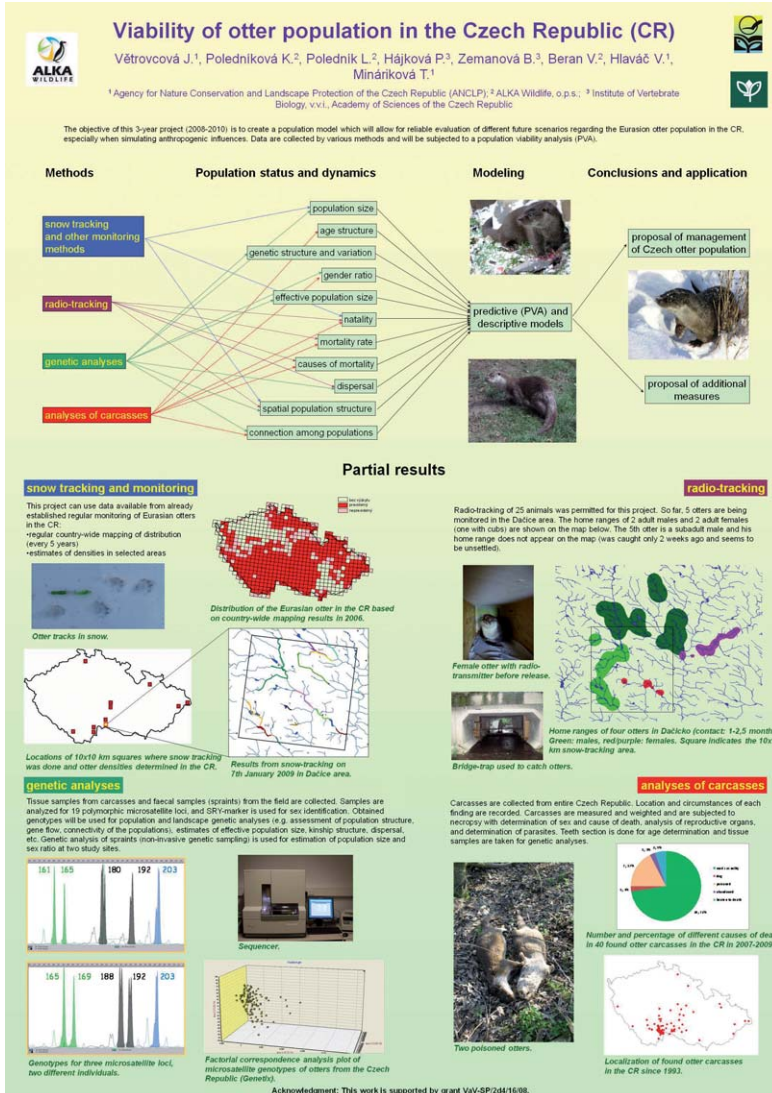 Viability of otter population in the Czech Republic (CR)
Větrovcová J.¹, Poledníková K.², Poledník L.², Hájková P.³, Zemanová B.³, Beran V.², Hlaváč V.¹,
Mináriková T.¹
ALKA
WILDLIFE
¹ Agency for Nature Conservation and Landscape Protection of the Czech Republic (ANCLP); ² ALKA Wildlife, o.p.s.; ³ Institute of Vertebrate
Biology, v.v.i., Academy of Sciences of the Czech Republic
The objective of this 3-year project (2008-2010) is to create a population model which will allow for reliable evaluation of different future scenarios regarding the Eurasian otter population in the CR,
especially when simulating anthropogenic influences. Data are collected by various methods and will be subjected to a population viability analysis (PVA).
Methods
Population status and dynamics
Modeling
Conclusions and application
snow tracking
and other monitoring
methods
radio-tracking
genetic analyses
analyses of carcasses
population size
age structure
genetic structure and variation
gender ratio
effective population size
natality
mortality rate
causes of mortality
dispersal
spatial population structure
connection among populations
predictive (PVA) and
descriptive models
proposal of management
of Czech otter population
proposal of additional
measures
Partial results
snow tracking and monitoring
This project can use data available from already
established regular monitoring of Eurasian otters
in the CR:
•regular country-wide mapping of distribution
(every 5 years)
•estimates of densities in selected areas
Otter tracks in snow.
Distribution of the Eurasian otter in the CR based
on country-wide mapping results in 2006.
Locations of 10x10 km squares where snow tracking
was done and otter densities determined in the CR.
Results from snow-tracking on
7th January 2009 in Dačice area.
radio-tracking
Radio-tracking of 25 animals was permitted for this project. So far, 5 otters are being
monitored in the Dačice area. The home ranges of 2 adult males and 2 adult females
(one with cubs) are shown on the map below. The 5th otter is a subadult male and his
home range does not appear on the map (was caught only 2 weeks ago and seems to
be unsettled).
Female otter with radio-
transmitter before release.
Bridge-trap used to catch otters.
Home ranges of four otters in Dačicko (contact: 1-2,5 month
Green: males, red/purple: females. Square indicates the 10x
km snow-tracking area.
genetic analyses
Tissue samples from carcasses and faecal samples (spraints) from the field are collected. Samples are
analyzed for 19 polymorphic microsatellite loci, and SRY-marker is used for sex identification. Obtained
genotypes will be used for population and landscape genetic analyses (e.g. assessment of population structure,
gene flow, connectivity of the populations), estimates of effective population size, kinship structure, dispersal,
etc. Genetic analysis of spraints (non-invasive genetic sampling) is used for estimation of population size and
sex ratio at two study sites.
161 165 180 192 203
165 169 188 192 203
Genotypes for three microsatellite loci,
two different individuals.
Sequencer.
Factorial correspondence analysis plot of
microsatellite genotypes of otters from the Czech
Republic (Genetix).
analyses of carcasses
Carcasses are collected from entire Czech Republic. Location and circumstances of each
finding are recorded. Carcasses are measured and weighted and are subjected to
necropsy with determination of sex and cause of death, analysis of reproductive organs,
and determination of parasites. Teeth section is done for age determination and tissue
samples are taken for genetic analyses.
Two poisoned otters.
Number and percentage of different causes of dea
in 40 found otter carcasses in the CR in 2007-2009
Localization of found otter carcasses
in the CR since 1993.
Acknowledgment: This work is supported by grant VaV-SP/2d4/16/08.